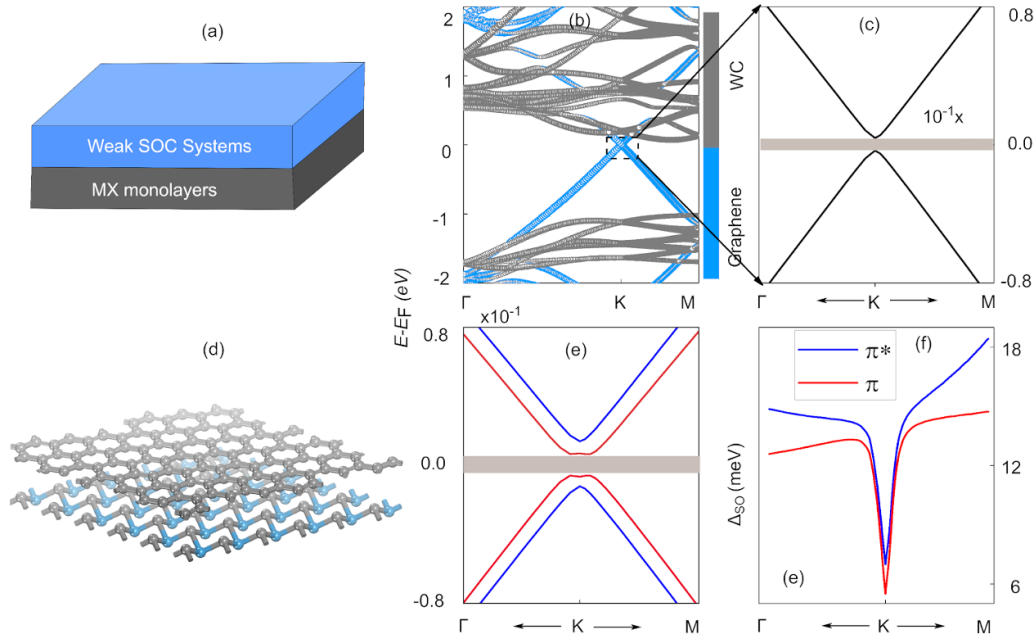 (a)
Weak SOC Systems
MX monolayers
(b)
2
1
0
-1
-2
Γ
K
M
WC
Graphene
(c)
0.8
10⁻¹x
0.0
-0.8
Γ
K
M
E-E_F (eV)
(d)
x10⁻¹
(e)
0.8
0.0
-0.8
Γ
K
M
π*
π
(f)
18
12
6
Δ_SO (meV)
(e)
Γ
K
M